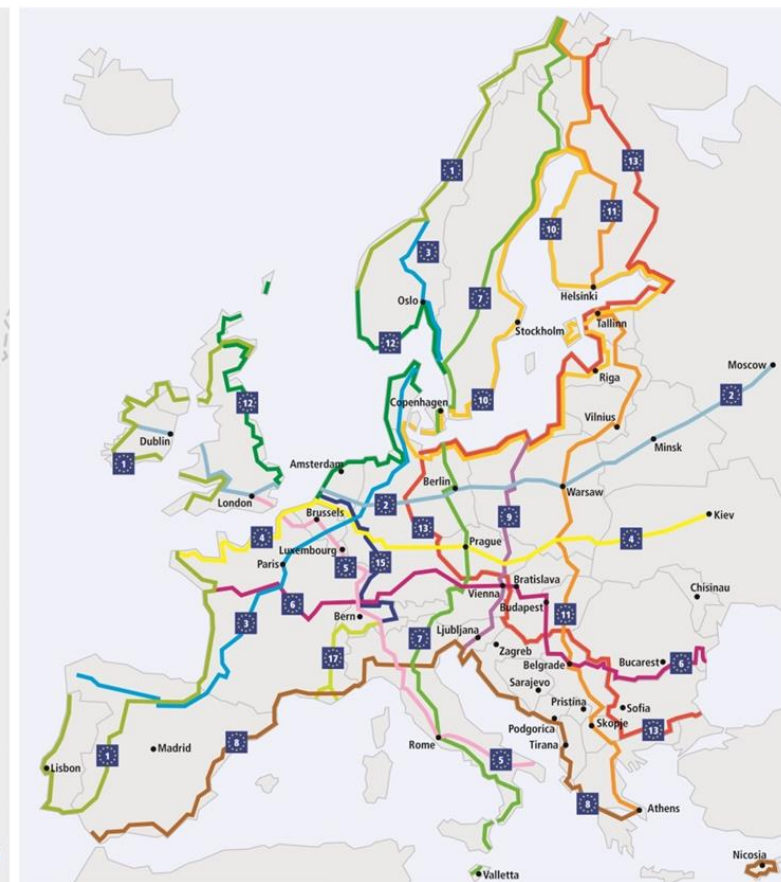 1
13
11
10
3
7
Oslo
Helsinki
Stockholm
Tallinn
12
Moscow
Riga
2
10
Copenhagen
12
Vilnius
Minsk
Dublin
1
Amsterdam
Berlin
London
Warsaw
2
Brussels
9
Kiev
4
13
4
Prague
Luxembourg
Paris
5
15
Bratislava
Vienna
Chisinau
6
Budapest
Bern
11
3
Ljubljana
7
Zagreb
17
Belgrade
Bucarest
6
Sarajevo
Pristina
Sofia
Podgorica
Skopje
13
8
Rome
Tirana
Madrid
1
5
Lisbon
8
Athens
Nicosia
Valletta